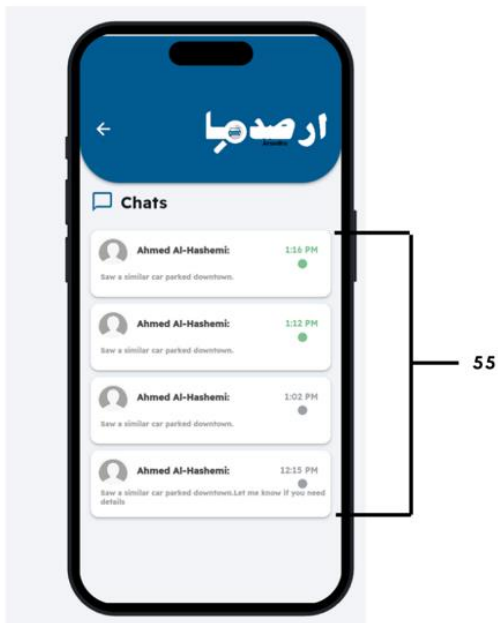 ارصدها
Chats
Ahmed Al-Hashemi: 1:16 PM
Saw a similar car parked downtown.
Ahmed Al-Hashemi: 1:12 PM
Saw a similar car parked downtown.
Ahmed Al-Hashemi: 1:02 PM
Saw a similar car parked downtown.
Ahmed Al-Hashemi: 12:15 PM
Saw a similar car parked downtown.Let me know if you need
details
55